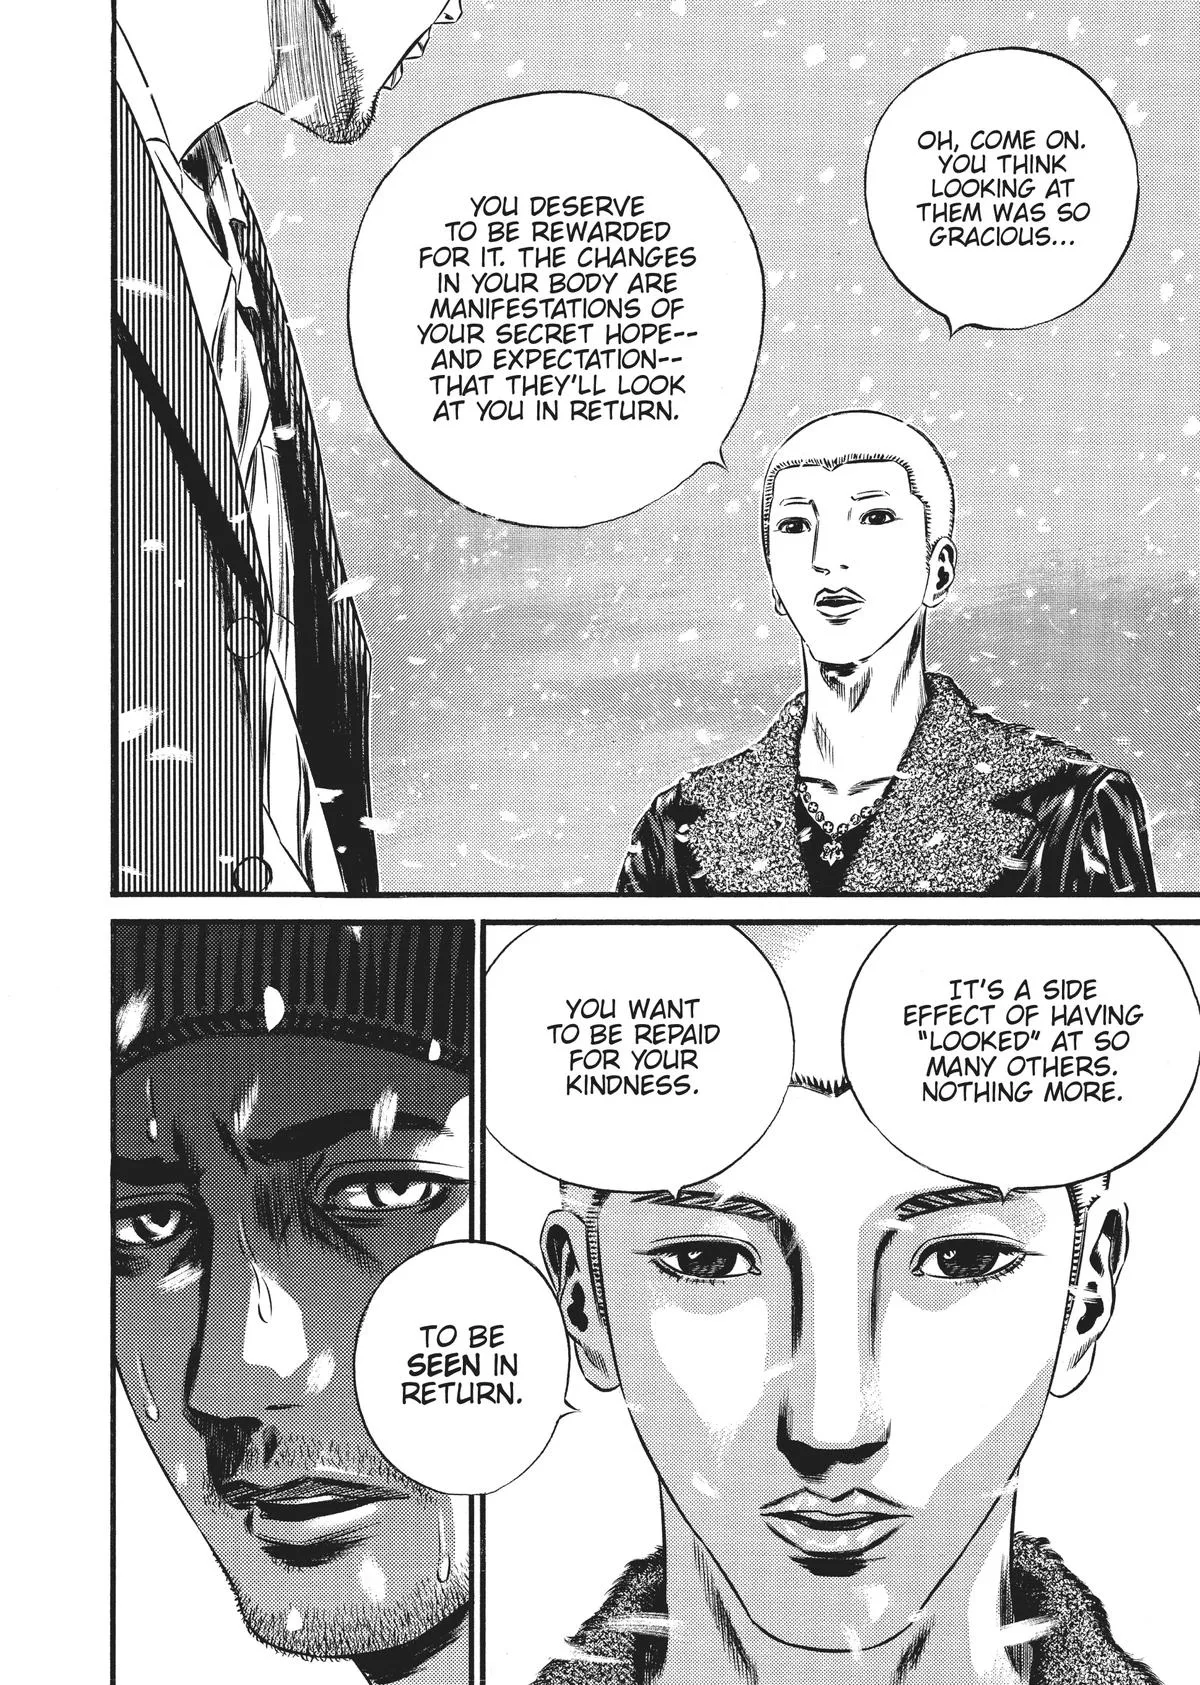 OH, COME ON.
YOU THINK
LOOKING AT
THEM WAS SO
GRACIOUS...
YOU DESERVE
TO BE REWARDED
FOR IT. THE CHANGES
IN YOUR BODY ARE
MANIFESTATIONS OF
YOUR SECRET HOPE--
AND EXPECTATION--
THAT THEY'LL LOOK
AT YOU IN RETURN.
IT'S A SIDE
EFFECT OF HAVING
"LOOKED" AT SO
MANY OTHERS.
NOTHING MORE.
YOU WANT
TO BE REPAID
FOR YOUR
KINDNESS.
TO BE
SEEN IN
RETURN.